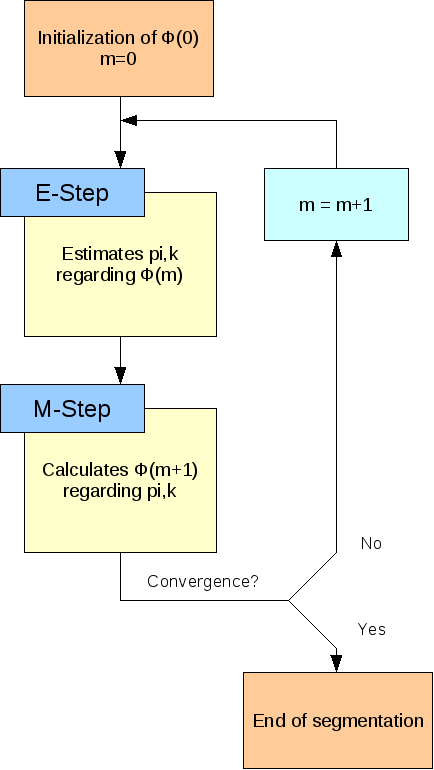 Initialization of Φ(0)
m=0
E-Step
m = m+1
Estimates pi,k
regarding Φ(m)
M-Step
Calculates Φ(m+1)
regarding pi,k
No
Convergence?
Yes
End of segmentation